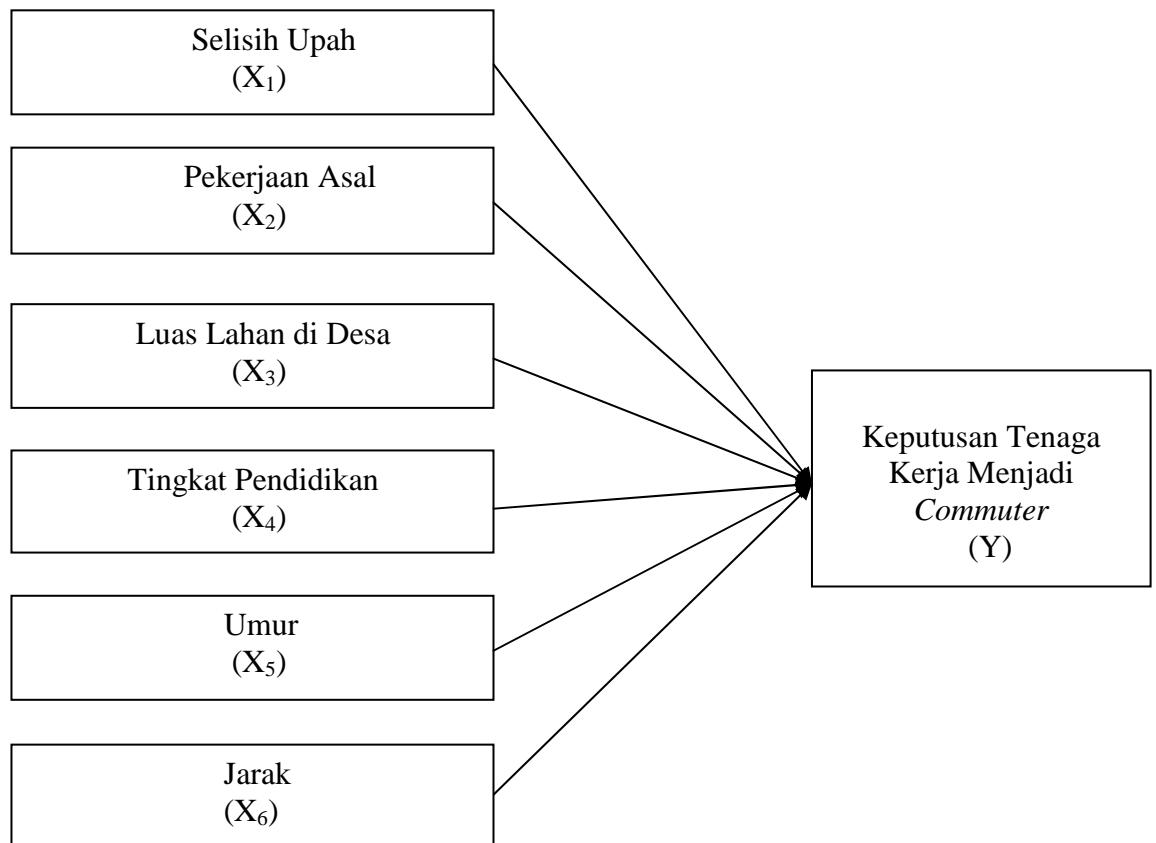 Selisih Upah
(X₁)
Pekerjaan Asal
(X₂)
Luas Lahan di Desa
(X₃)
Tingkat Pendidikan
(X₄)
Umur
(X₅)
Jarak
(X₆)
Keputusan Tenaga
Kerja Menjadi
Commuter
(Y)